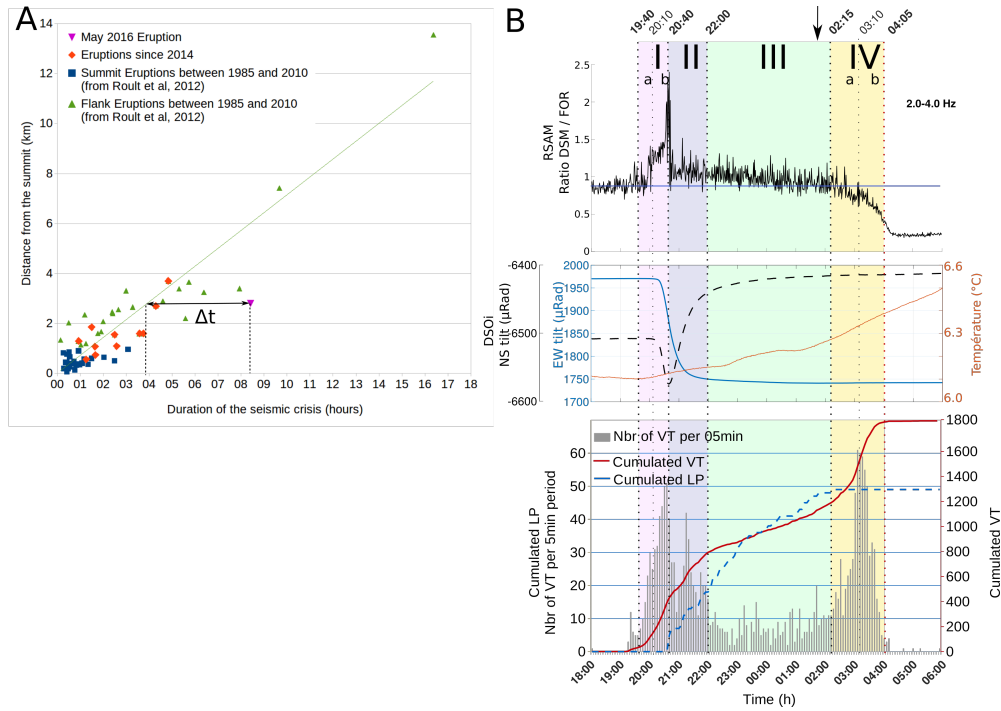 A
14
12
10
8
6
4
2
0
Distance from the summit (km)
May 2016 Eruption
Eruptions since 2014
Summit Eruptions between 1985 and 2010
(from Roult et al, 2012)
Flank Eruptions between 1985 and 2010
(from Roult et al, 2012)
Δt
00 01 02 03 04 05 06 07 08 09 10 11 12 13 14 15 16 17 18
Duration of the seismic crisis (hours)
B
19:40 20:10 20:40 22:00 02:15 03:10 04:05
I II III IV
a b a b
2.0-4.0 Hz
2.5
2
1.5
1
0.5
0
RSAM
Ratio DSM / FOR
-6400
-6500
-6600
DSOi
NS tilt (μRad)
2000
1950
1900
1850
1800
1750
1700
EW tilt (μRad)
6.6
6.3
6.0
Température (°C)
Nbr of VT per 05min
Cumulated VT
Cumulated LP
60
50
40
30
20
10
0
Cumulated LP
Nbr of VT per 5min period
1800
1600
1400
1200
1000
800
600
400
200
0
Cumulated VT
18:00 19:00 20:00 21:00 22:00 23:00 00:00 01:00 02:00 03:00 04:00 05:00 06:00
Time (h)